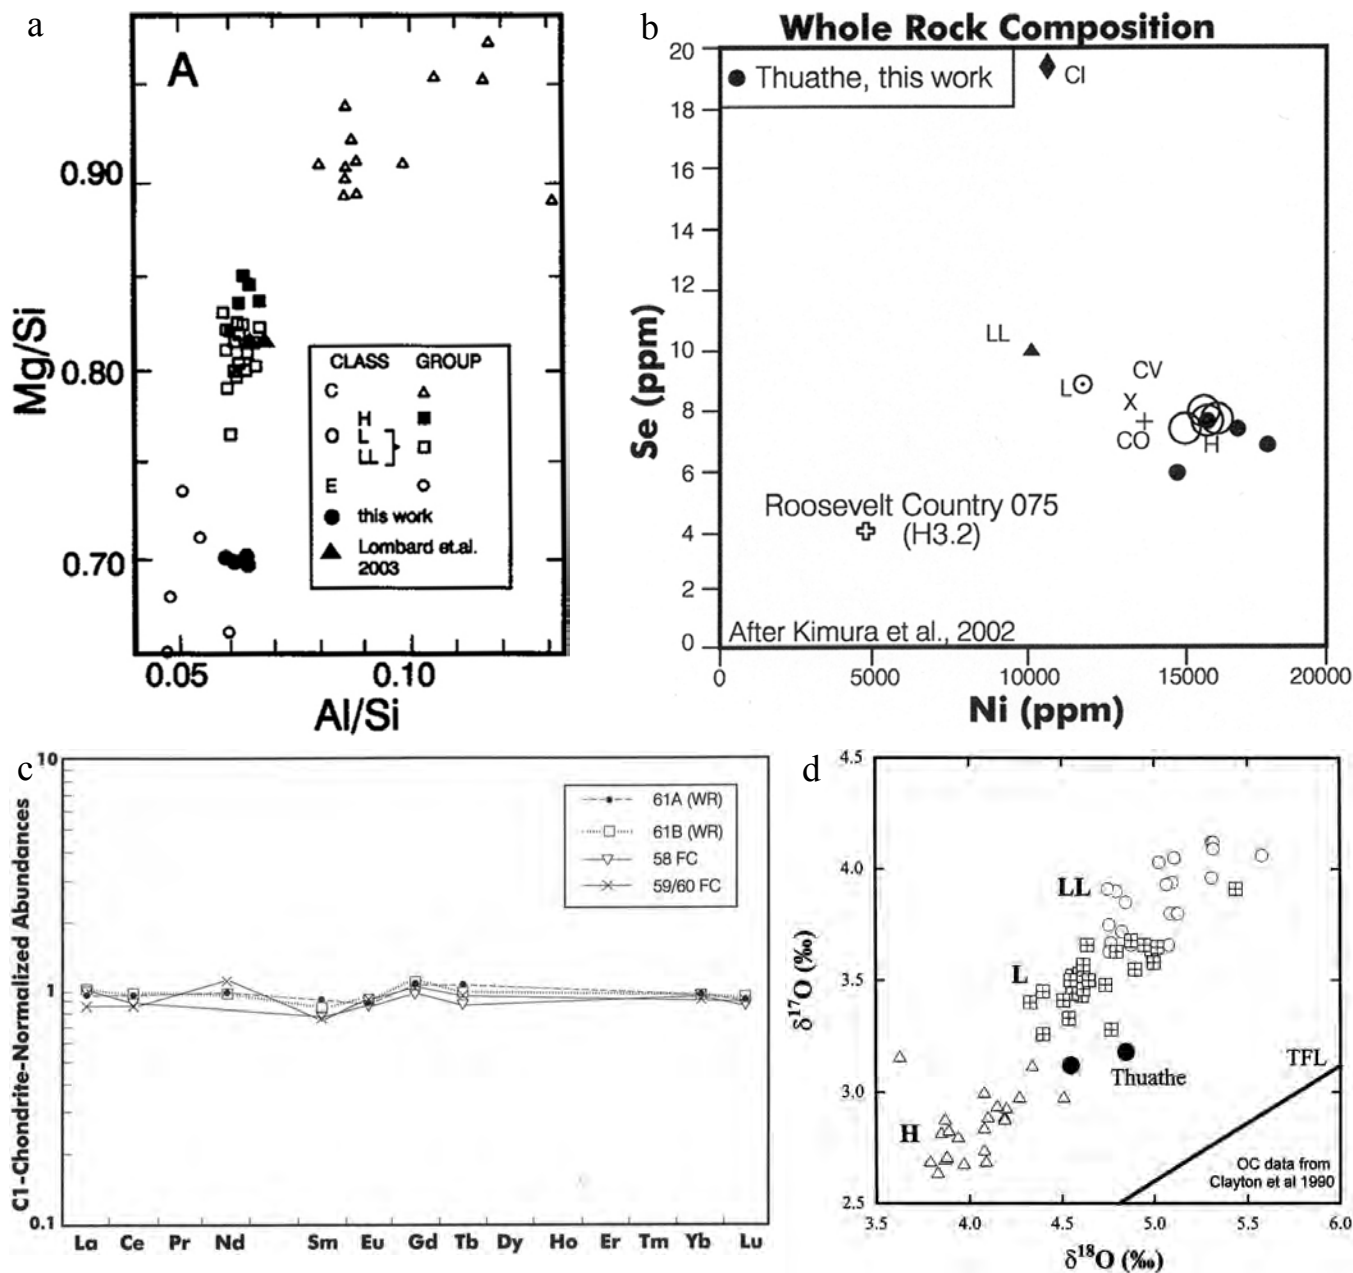 a
A
0.90
0.80
0.70
Mg/Si
0.05
0.10
Al/Si
CLASS GROUP
C
H
O L
LL
E
this work
Lombard et.al.
2003
b
Whole Rock Composition
Thuathe, this work
CI
20
18
16
14
12
10
8
6
4
2
0
Se (ppm)
LL
L
CV
X
CO
H
Roosevelt Country 075
(H3.2)
After Kimura et al., 2002
0 5000 10000 15000 20000
Ni (ppm)
c
10
1
0.1
C1-Chondrite-Normalized Abundances
61A (WR)
61B (WR)
58 FC
59/60 FC
La Ce Pr Nd Sm Eu Gd Tb Dy Ho Er Tm Yb Lu
d
4.5
4.0
3.5
3.0
2.5
δ¹⁷O (‰)
LL
L
H
Thuathe
TFL
OC data from
Clayton et al 1990
3.5 4.0 4.5 5.0 5.5 6.0
δ¹⁸O (‰)